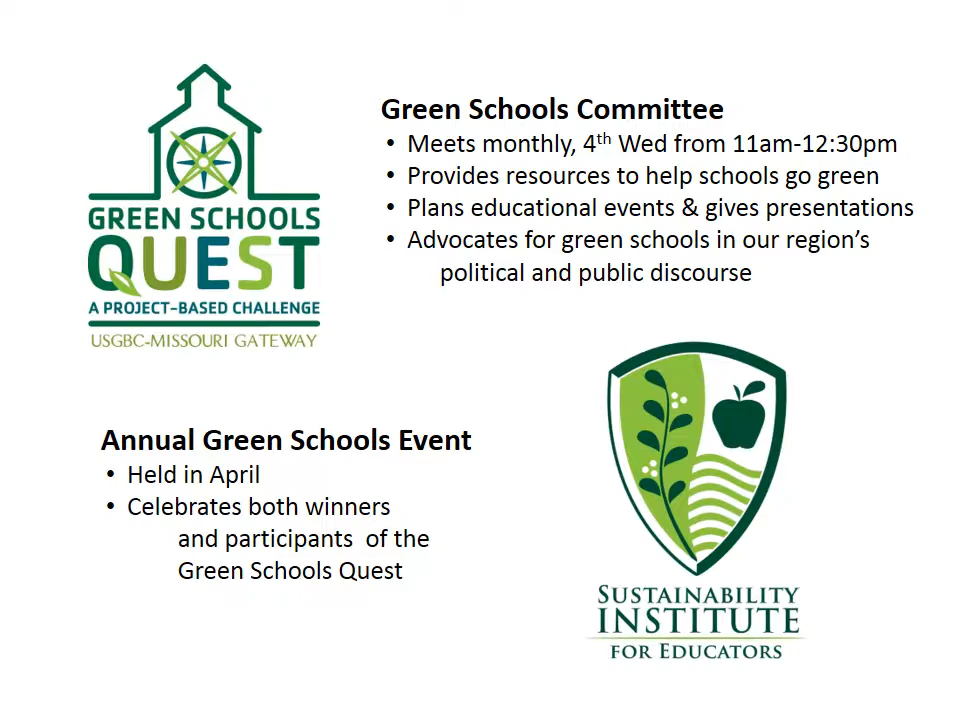 GREEN SCHOOLS
QUEST
A PROJECT-BASED CHALLENGE
USGBC-MISSOURI GATEWAY
Green Schools Committee
• Meets monthly, 4th Wed from 11am-12:30pm
• Provides resources to help schools go green
• Plans educational events & gives presentations
• Advocates for green schools in our region’s
political and public discourse
Annual Green Schools Event
• Held in April
• Celebrates both winners
and participants of the
Green Schools Quest
SUSTAINABILITY
INSTITUTE
FOR EDUCATORS